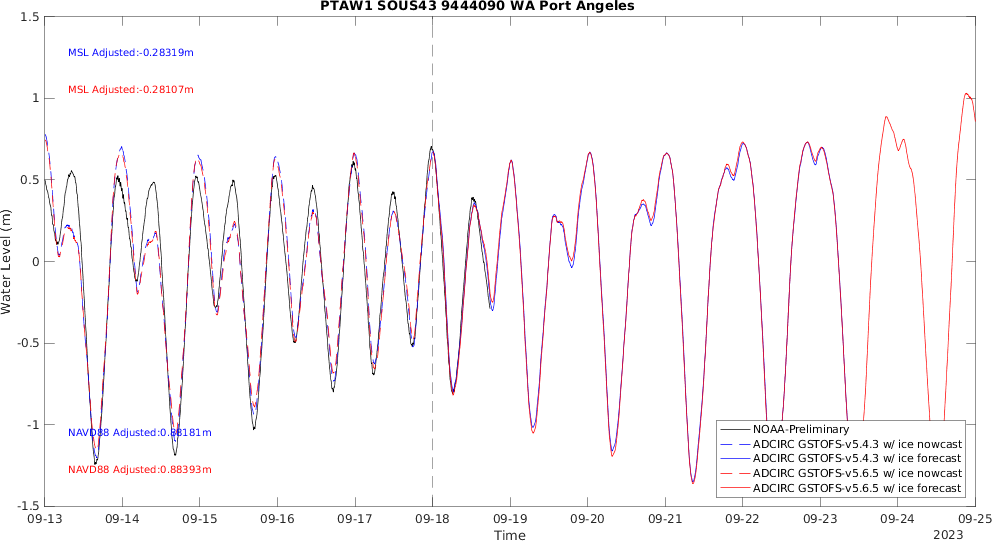 PTAW1 SOUS43 9444090 WA Port Angeles
1.5
1
0.5
0
-0.5
-1
-1.5
Water Level (m)
MSL Adjusted:-0.28319m
MSL Adjusted:-0.28107m
NAVD88 Adjusted:0.88181m
NAVD88 Adjusted:0.88393m
NOAA-Preliminary
ADCIRC GSTOFS-v5.4.3 w/ ice nowcast
ADCIRC GSTOFS-v5.4.3 w/ ice forecast
ADCIRC GSTOFS-v5.6.5 w/ ice nowcast
ADCIRC GSTOFS-v5.6.5 w/ ice forecast
09-13 09-14 09-15 09-16 09-17 09-18 09-19 09-20 09-21 09-22 09-23 09-24 09-25
Time
2023